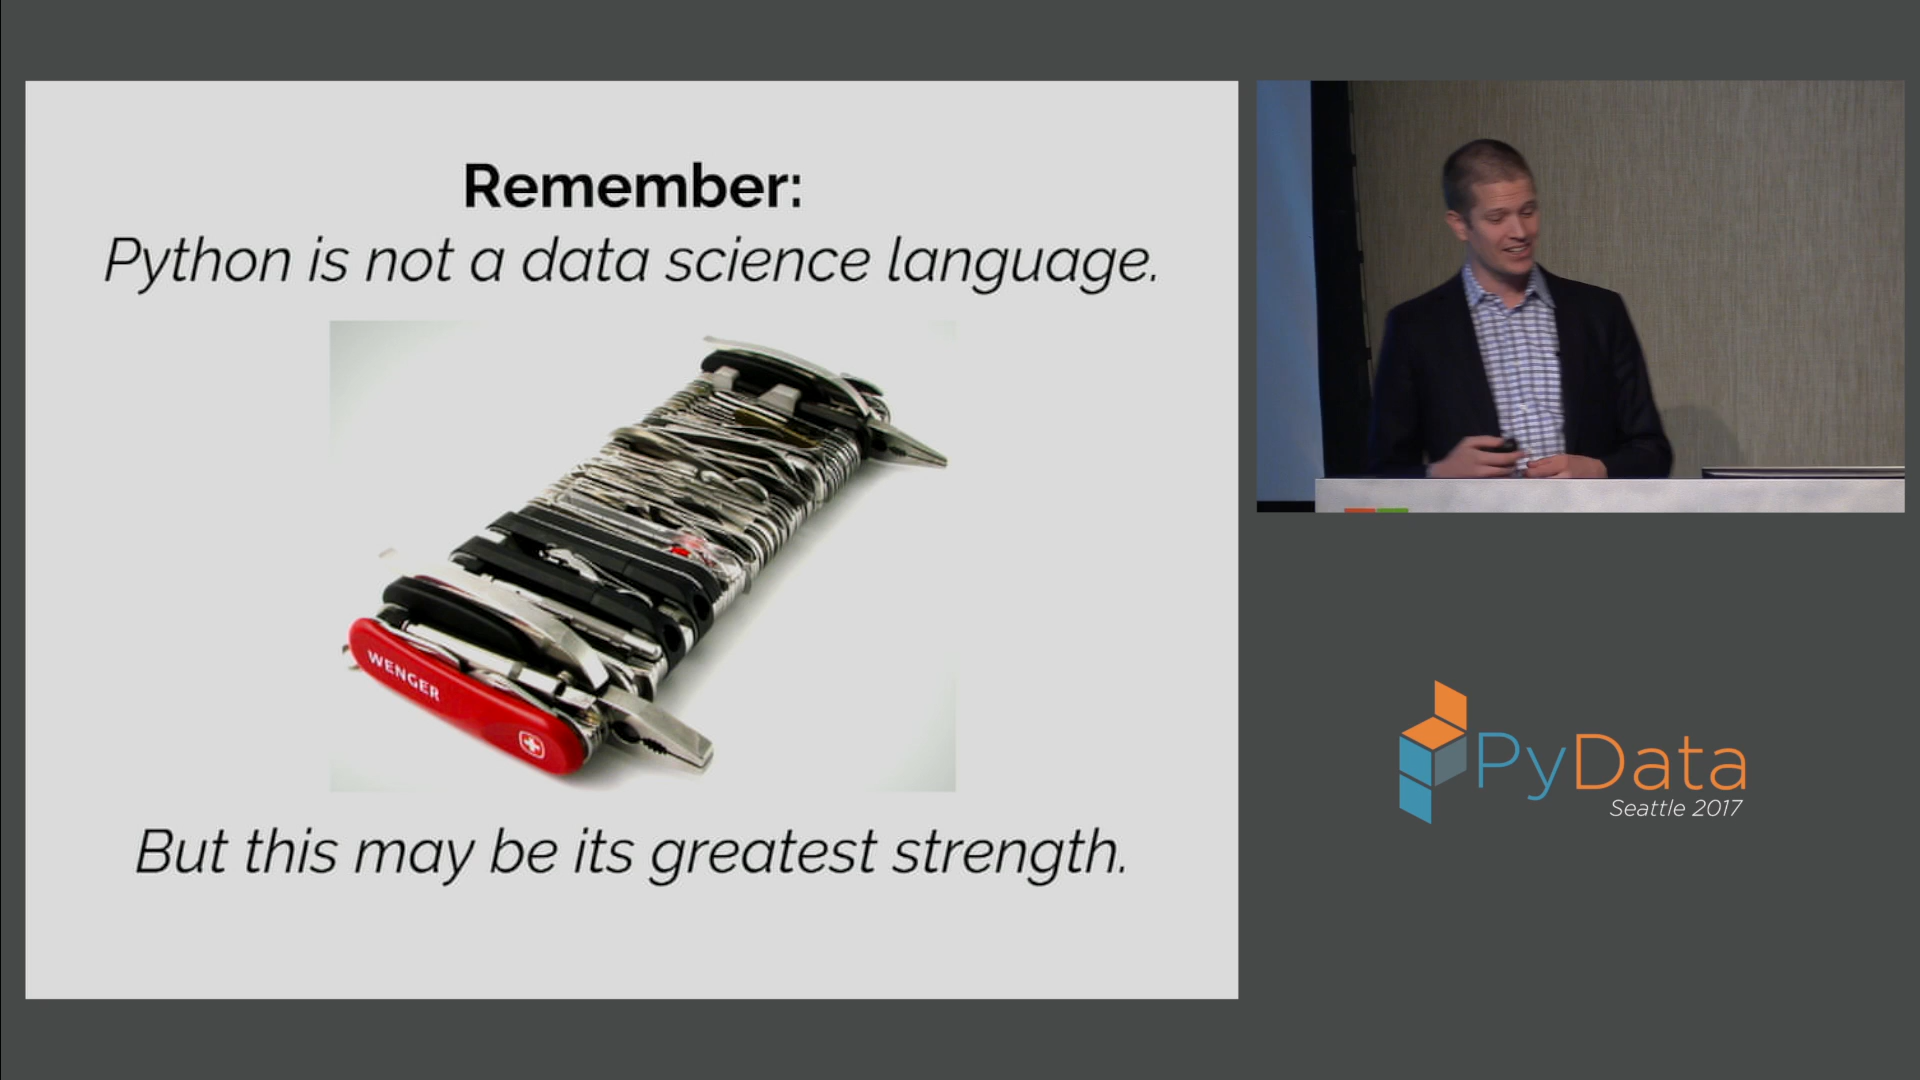 Remember:
Python is not a data science language.
WENGER
But this may be its greatest strength.
PyData
Seattle 2017